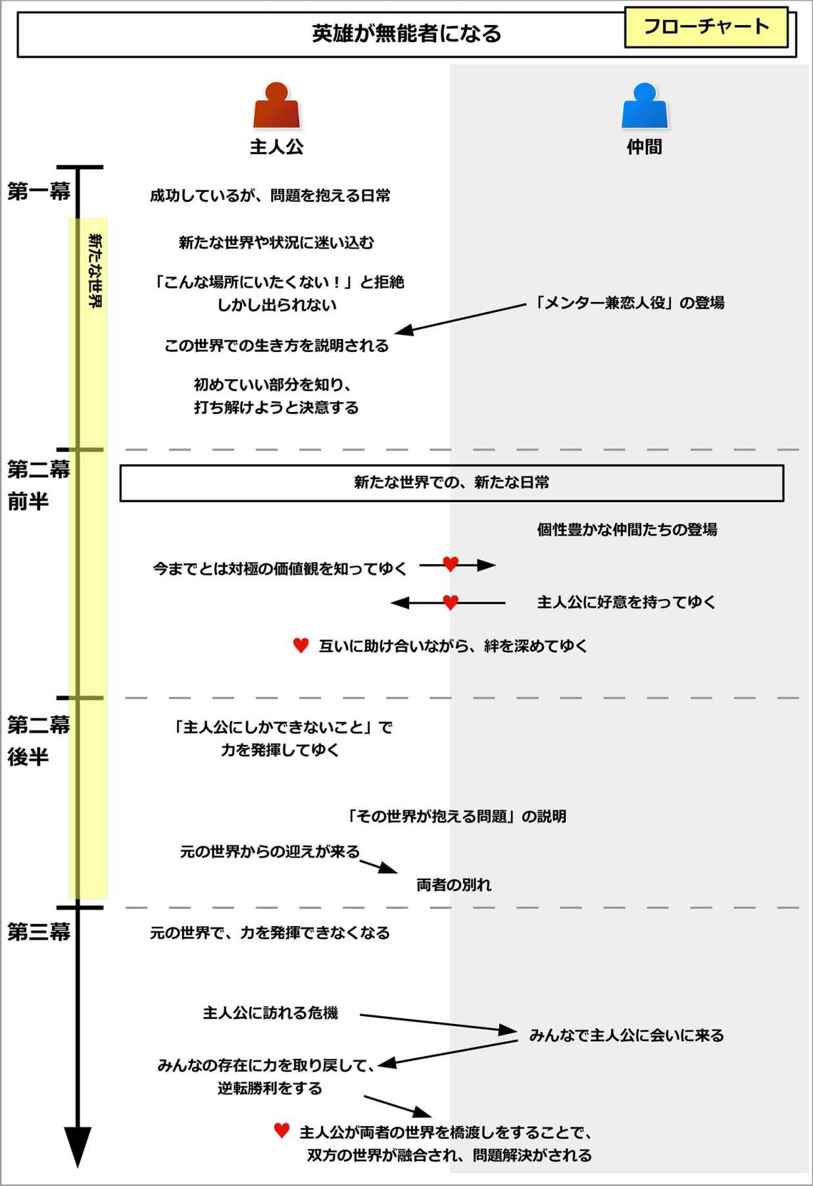 英雄が無能者になる
フローチャート
主人公
仲間
第一幕
成功しているが、問題を抱える日常
新たな世界
新たな世界や状況に迷い込む
「こんな場所にいたくない！」と拒絶
しかし出られない
「メンター兼恋人役」の登場
この世界での生き方を説明される
初めていい部分を知り、
打ち解けようと決意する
第二幕
前半
新たな世界での、新たな日常
個性豊かな仲間たちの登場
今までとは対極の価値観を知ってゆく
主人公に好意を持ってゆく
♥ 互いに助け合いながら、絆を深めてゆく
第二幕
後半
「主人公にしかできないこと」で
力を発揮してゆく
「その世界が抱える問題」の説明
元の世界からの迎えが来る
両者の別れ
第三幕
元の世界で、力を発揮できなくなる
主人公に訪れる危機
みんなで主人公に会いに来る
みんなの存在に力を取り戻して、
逆転勝利をする
♥ 主人公が両者の世界を橋渡しをすることで、
双方の世界が融合され、問題解決がされる